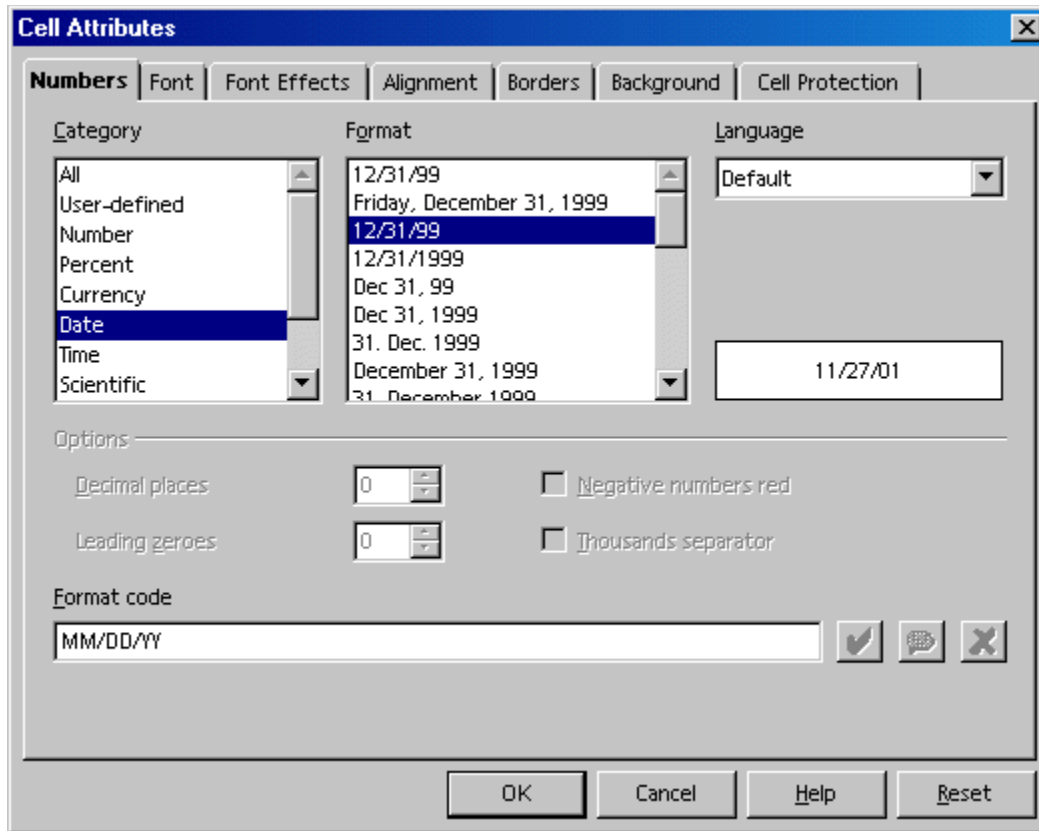 Cell Attributes
Numbers Font Font Effects Alignment Borders Background Cell Protection
Category
All
User-defined
Number
Percent
Currency
Date
Time
Scientific
Format
12/31/99
Friday, December 31, 1999
12/31/99
12/31/1999
Dec 31, 99
Dec 31, 1999
31. Dec. 1999
December 31, 1999
31. December 1999
Language
Default
11/27/01
Options
Decimal places 0 Negative numbers red
Leading zeroes 0 Thousands separator
Format code
MM/DD/YY
OK Cancel Help Reset